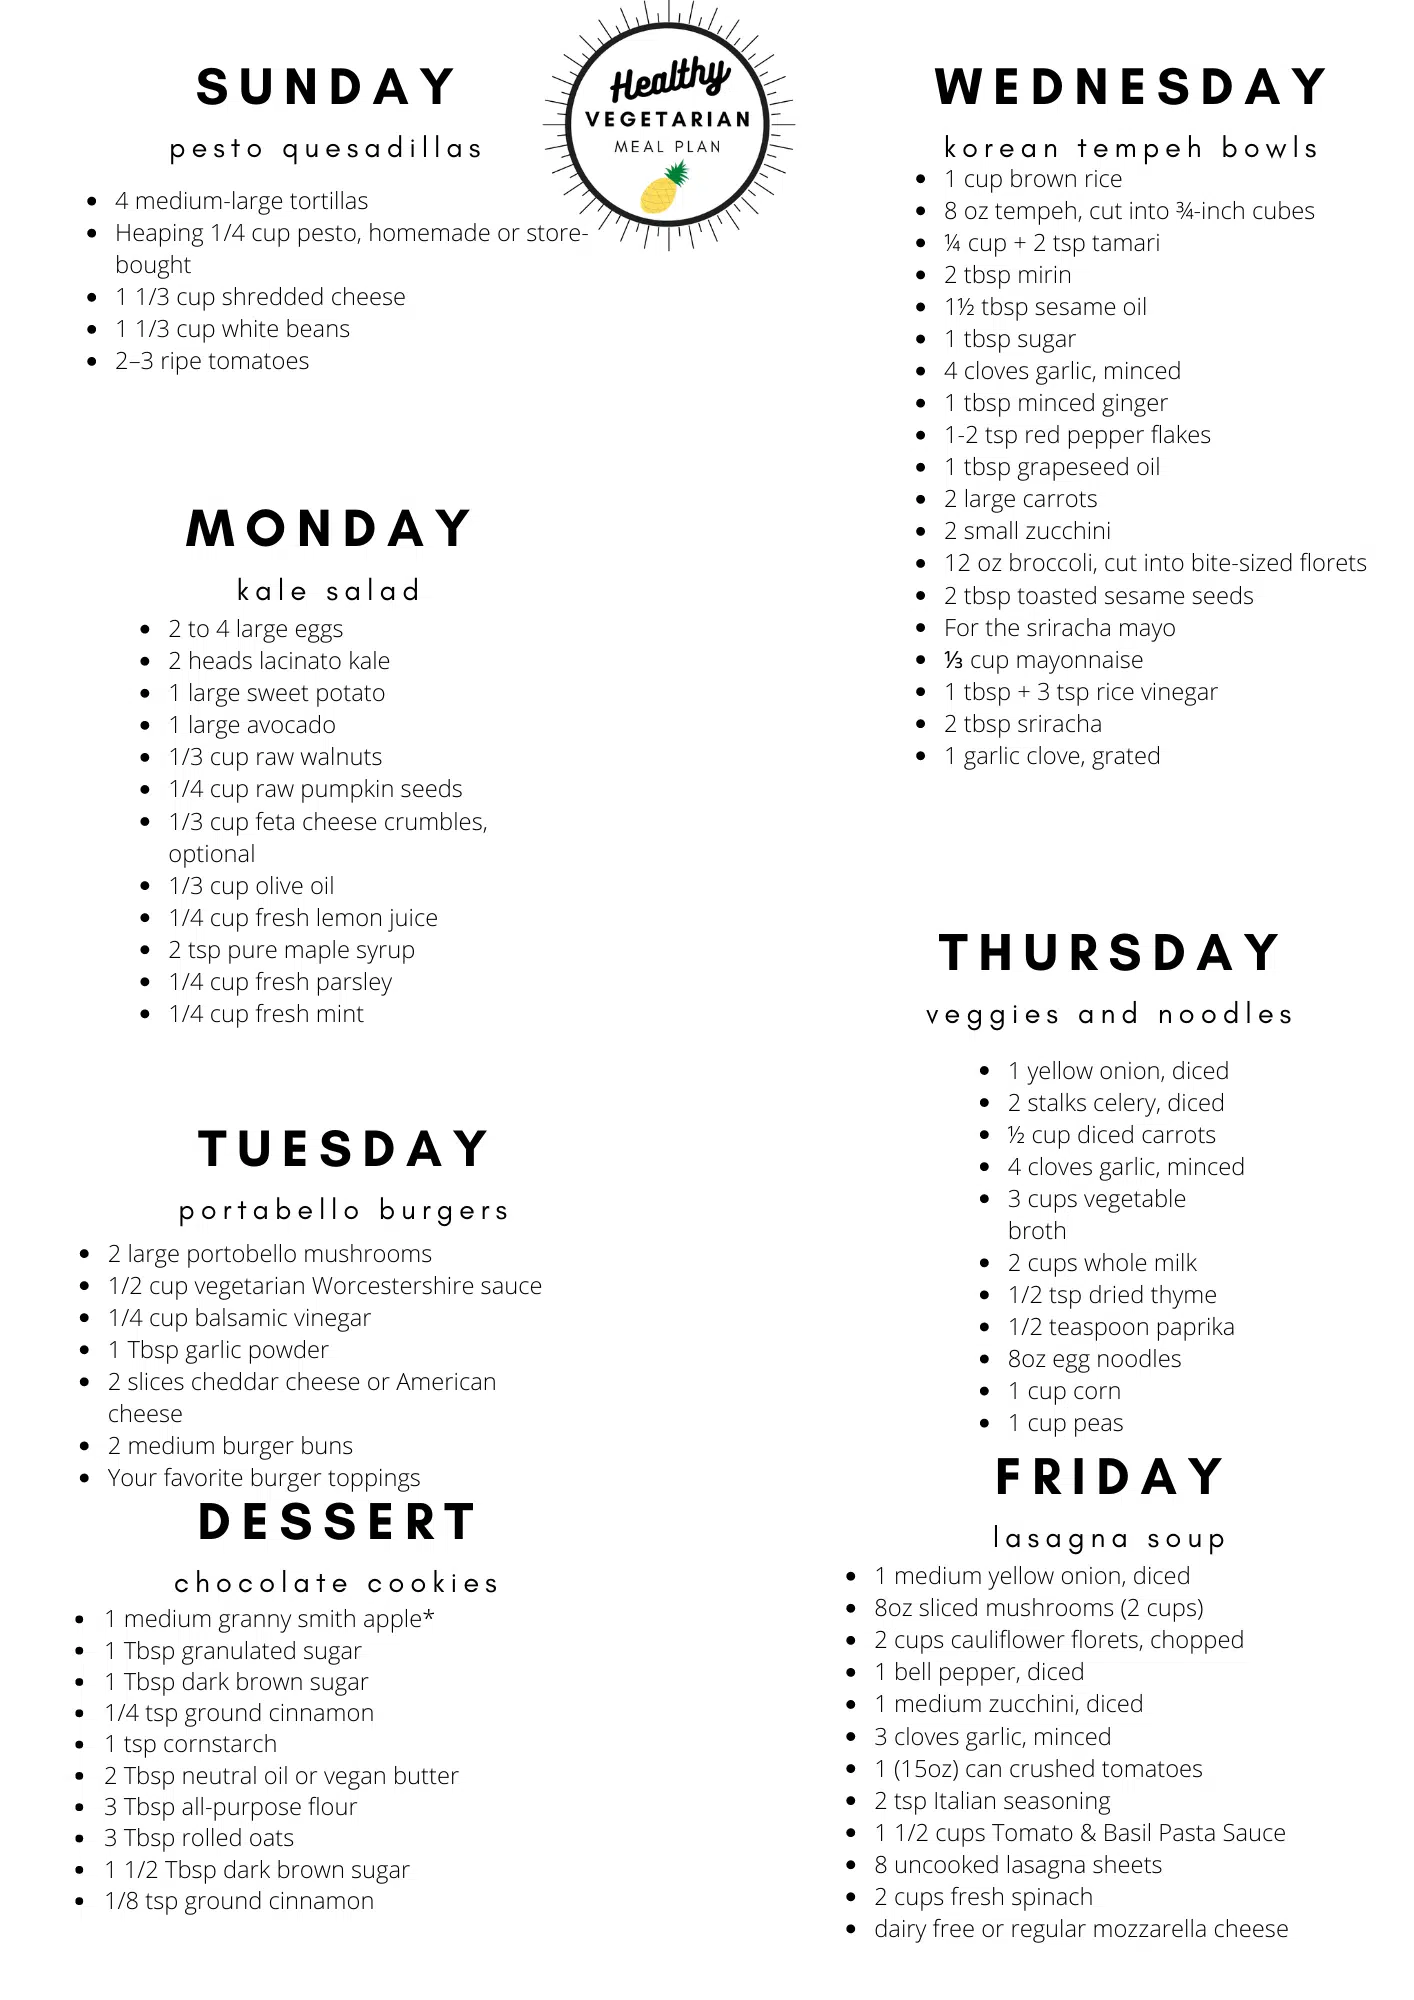 Healthy
VEGETARIAN
MEAL PLAN
SUNDAY
pesto quesadillas
• 4 medium-large tortillas
• Heaping 1/4 cup pesto, homemade or store-
bought
• 1 1/3 cup shredded cheese
• 1 1/3 cup white beans
• 2–3 ripe tomatoes
MONDAY
kale salad
• 2 to 4 large eggs
• 2 heads lacinato kale
• 1 large sweet potato
• 1 large avocado
• 1/3 cup raw walnuts
• 1/4 cup raw pumpkin seeds
• 1/3 cup feta cheese crumbles,
optional
• 1/3 cup olive oil
• 1/4 cup fresh lemon juice
• 2 tsp pure maple syrup
• 1/4 cup fresh parsley
• 1/4 cup fresh mint
TUESDAY
portabello burgers
• 2 large portobello mushrooms
• 1/2 cup vegetarian Worcestershire sauce
• 1/4 cup balsamic vinegar
• 1 Tbsp garlic powder
• 2 slices cheddar cheese or American
cheese
• 2 medium burger buns
• Your favorite burger toppings
DESSERT
chocolate cookies
• 1 medium granny smith apple*
• 1 Tbsp granulated sugar
• 1 Tbsp dark brown sugar
• 1/4 tsp ground cinnamon
• 1 tsp cornstarch
• 2 Tbsp neutral oil or vegan butter
• 3 Tbsp all-purpose flour
• 3 Tbsp rolled oats
• 1 1/2 Tbsp dark brown sugar
• 1/8 tsp ground cinnamon
WEDNESDAY
korean tempeh bowls
• 1 cup brown rice
• 8 oz tempeh, cut into ¾-inch cubes
• ¼ cup + 2 tsp tamari
• 2 tbsp mirin
• 1½ tbsp sesame oil
• 1 tbsp sugar
• 4 cloves garlic, minced
• 1 tbsp minced ginger
• 1-2 tsp red pepper flakes
• 1 tbsp grapeseed oil
• 2 large carrots
• 2 small zucchini
• 12 oz broccoli, cut into bite-sized florets
• 2 tbsp toasted sesame seeds
• For the sriracha mayo
• ⅓ cup mayonnaise
• 1 tbsp + 3 tsp rice vinegar
• 2 tbsp sriracha
• 1 garlic clove, grated
THURSDAY
veggies and noodles
• 1 yellow onion, diced
• 2 stalks celery, diced
• ½ cup diced carrots
• 4 cloves garlic, minced
• 3 cups vegetable
broth
• 2 cups whole milk
• 1/2 tsp dried thyme
• 1/2 teaspoon paprika
• 8oz egg noodles
• 1 cup corn
• 1 cup peas
FRIDAY
lasagna soup
• 1 medium yellow onion, diced
• 8oz sliced mushrooms (2 cups)
• 2 cups cauliflower florets, chopped
• 1 bell pepper, diced
• 1 medium zucchini, diced
• 3 cloves garlic, minced
• 1 (15oz) can crushed tomatoes
• 2 tsp Italian seasoning
• 1 1/2 cups Tomato & Basil Pasta Sauce
• 8 uncooked lasagna sheets
• 2 cups fresh spinach
• dairy free or regular mozzarella cheese